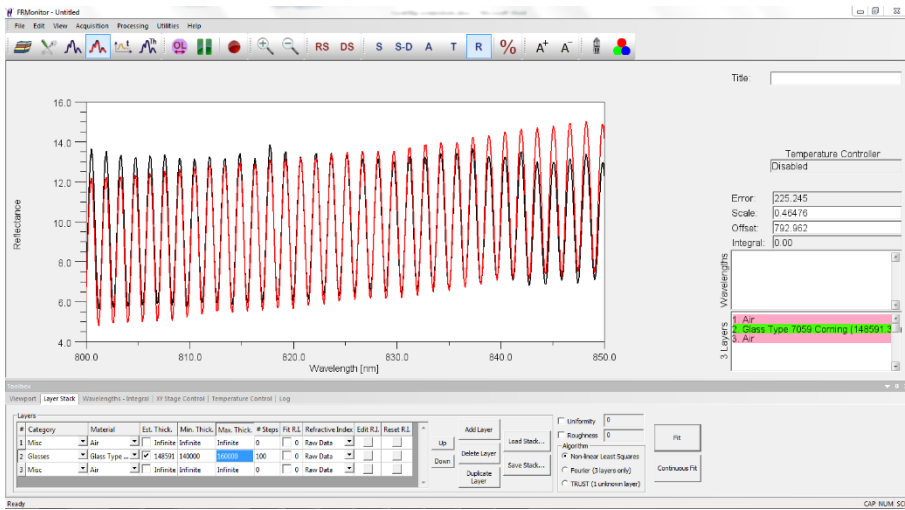 FRMonitor - Untitled
File Edit View Acquisition Processing Utilities Help
OL RS DS S S-D A T R % A+ A-
Title:
16.0
14.0
12.0
10.0
8.0
6.0
4.0
Reflectance
800.0 810.0 820.0 830.0 840.0 850.0
Wavelength [nm]
Temperature Controller
Disabled
Error: 225.245
Scale: 0.46476
Offset: 792.962
Integral: 0.00
Wavelengths
3 Layers
1. Air
2. Glass Type 7059 Corning (148591.3
3. Air
Toolbox
Viewport Layer Stack Wavelengths - Integral XY Stage Control Temperature Control Log
Layers
# Category Material Est. Thick. Min. Thick. Max. Thick. # Steps Fit R.I. Refractive Index Edit R.I. Reset R.I.
1 Misc Air Infinite Infinite Infinite 0 0 Raw Data
2 Glasses Glass Type ... 148591 140000 160000 100 0 Raw Data
3 Misc Air Infinite Infinite Infinite 0 0 Raw Data
Up
Down
Add Layer
Delete Layer
Duplicate
Layer
Load Stack...
Save Stack...
Uniformity 0
Roughness 0
Algorithm
Non-linear Least Squares
Fourier (3 layers only)
TRUST (1 unknown layer)
Fit
Continuous Fit
Ready
CAP NUM SC